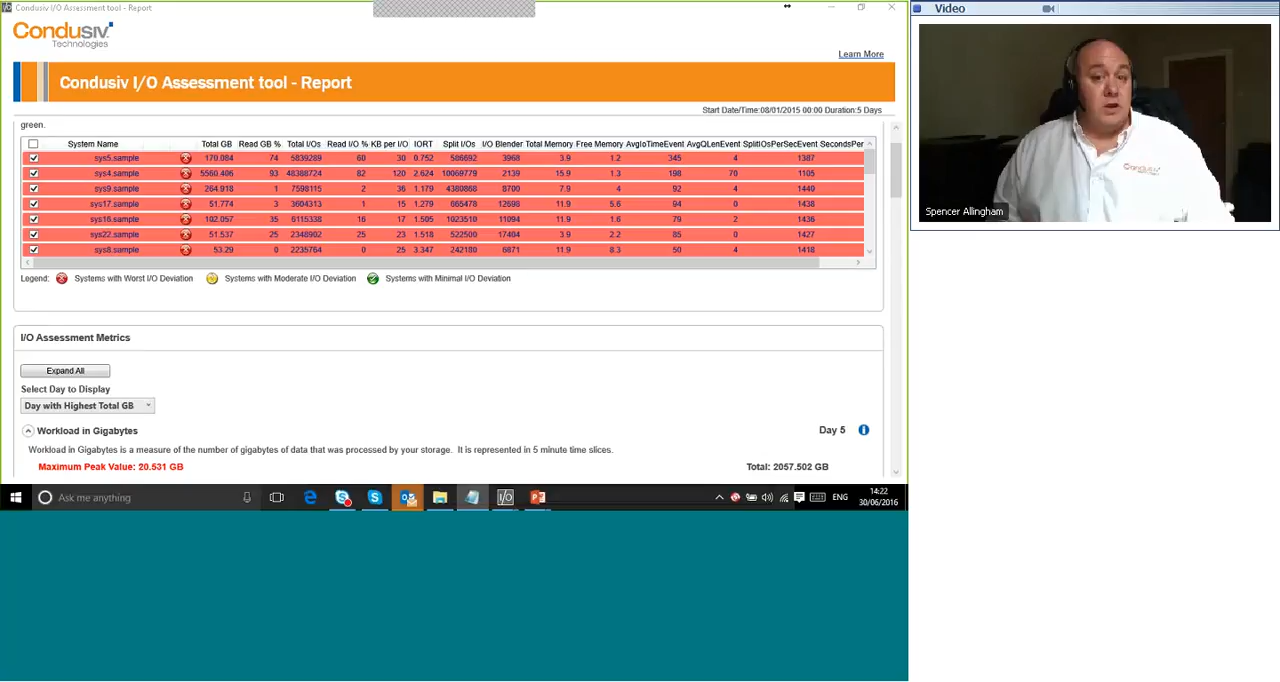 Condusiv I/O Assessment tool - Report
Condusiv
Technologies
Learn More
Condusiv I/O Assessment tool - Report
Start Date/Time:08/01/2015 00:00 Duration:5 Days
green.
System Name Total GB Read GB % Total I/Os Read I/O % KB per I/O IORT Split I/Os I/O Blender Total Memory Free Memory AvgIoTimeEvent AvgQLenEvent SplitIOsPerSecEvent SecondsPer
sys5.sample 170.084 74 5839289 60 30 0.752 586692 3968 3.9 1.2 345 4 1387
sys4.sample 5560.406 93 48388724 82 120 2.624 10069779 2139 15.9 1.3 198 70 1105
sys9.sample 264.918 1 7598115 2 36 1.179 4380868 8700 7.9 4 92 4 1440
sys17.sample 51.774 3 3604313 1 15 1.279 665478 12698 11.9 5.6 94 0 1438
sys16.sample 102.057 35 6115338 16 17 1.505 1023510 11094 11.9 1.6 79 2 1436
sys22.sample 51.537 25 2348902 25 23 1.518 522500 17404 3.9 2.2 85 0 1427
sys8.sample 53.29 0 2235764 0 25 3.347 242180 6871 11.9 8.3 50 4 1418
Legend: Systems with Worst I/O Deviation Systems with Moderate I/O Deviation Systems with Minimal I/O Deviation
I/O Assessment Metrics
Expand All
Select Day to Display
Day with Highest Total GB
Workload in Gigabytes Day 5
Workload in Gigabytes is a measure of the number of gigabytes of data that was processed by your storage. It is represented in 5 minute time slices.
Maximum Peak Value: 20.531 GB Total: 2057.502 GB
Ask me anything ENG 14:22
30/06/2016
Video
Condusiv
Spencer Allingham